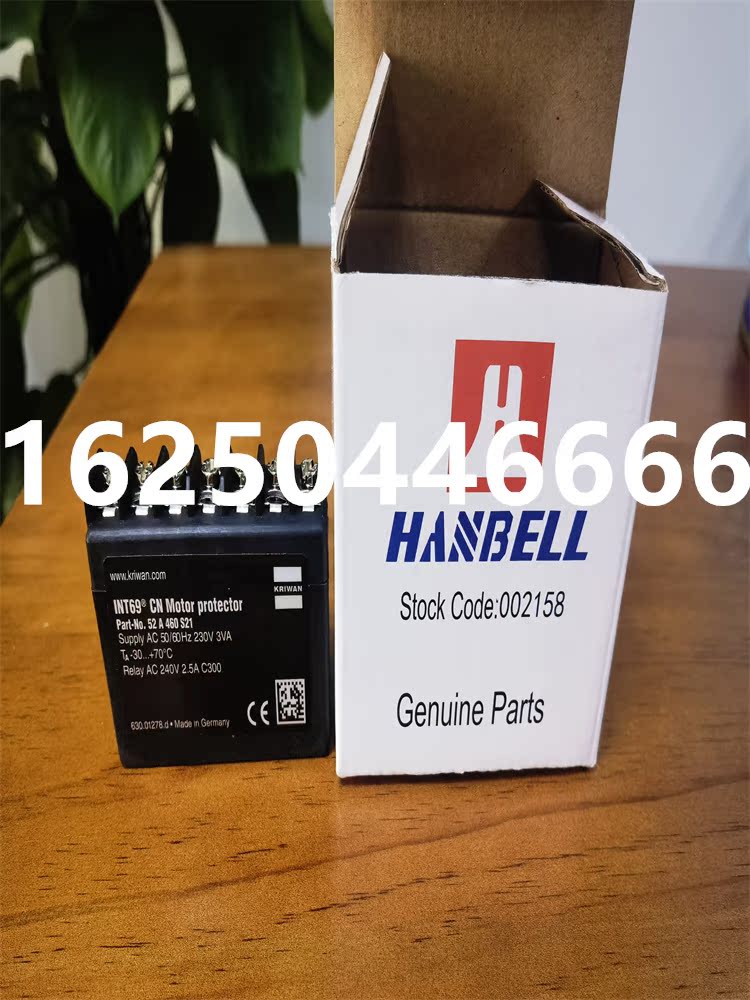 16250446666
www.kriwan.com
KRIWAN
INT69® CN Motor protector
Part-No. 52 A 460 S21
Supply AC 50/60Hz 230V 3VA
TA -30...+70°C
Relay AC 240V 2.5A C300
630.01278.d • Made in Germany
CE
HANBELL
Stock Code:002158
Genuine Parts